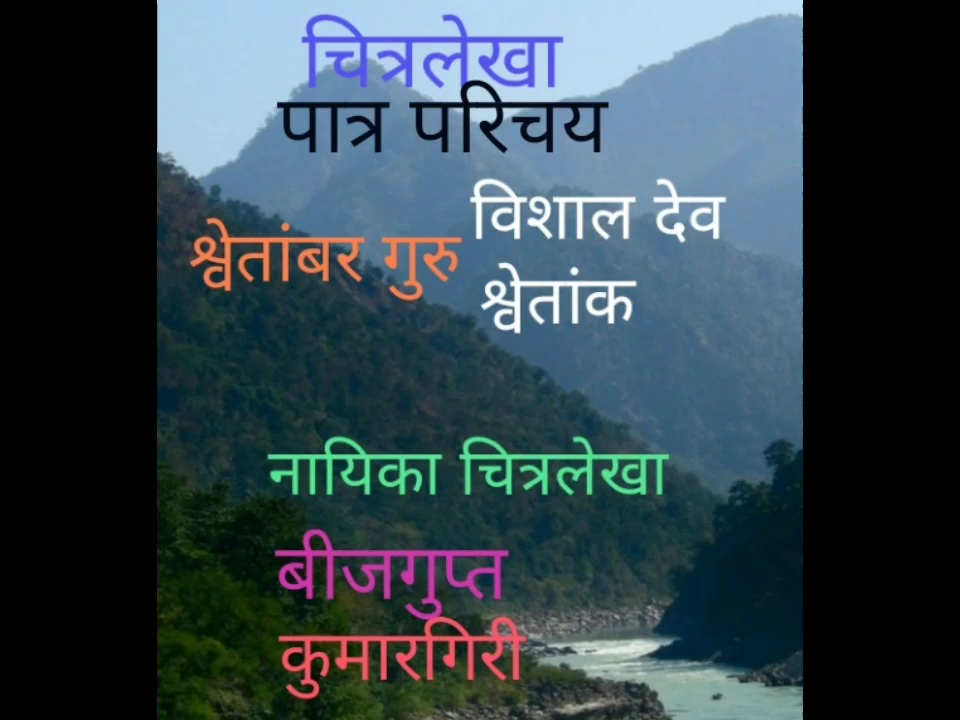 चित्रलेखा
पात्र परिचय
विशाल देव
श्वेतांबर गुरु
श्वेतांक
नायिका चित्रलेखा
बीजगुप्त
कुमारगिरी